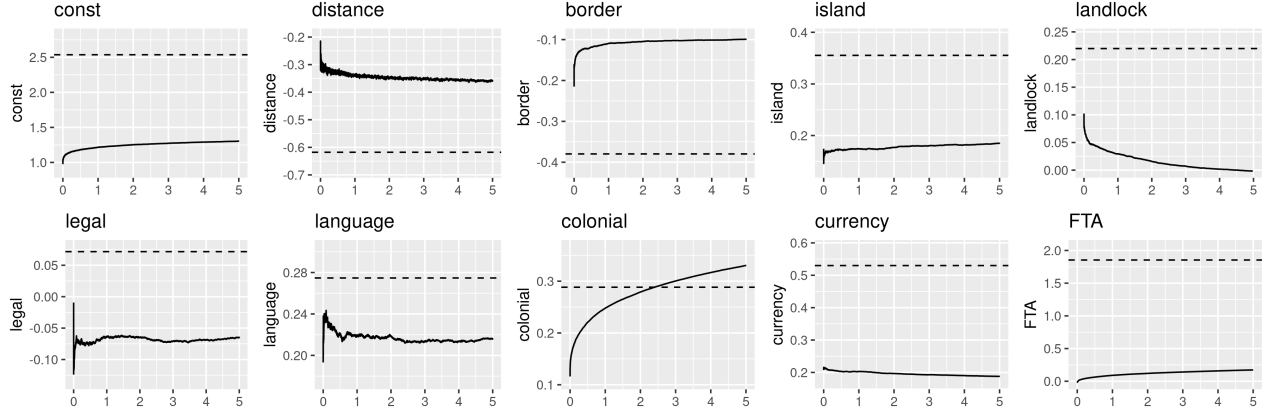 const distance border island landlock
2.5
2.0
1.5
1.0
const
0 1 2 3 4 5
-0.2
-0.3
-0.4
-0.5
-0.6
-0.7
distance
0 1 2 3 4 5
-0.1
-0.2
-0.3
-0.4
border
0 1 2 3 4 5
0.4
0.3
0.2
island
0 1 2 3 4 5
0.25
0.20
0.15
0.10
0.05
0.00
landlock
0 1 2 3 4 5
legal language colonial currency FTA
0.05
0.00
-0.05
-0.10
legal
0 1 2 3 4 5
0.28
0.24
0.20
language
0 1 2 3 4 5
0.3
0.2
0.1
colonial
0 1 2 3 4 5
0.6
0.5
0.4
0.3
0.2
currency
0 1 2 3 4 5
2.0
1.5
1.0
0.5
0.0
FTA
0 1 2 3 4 5